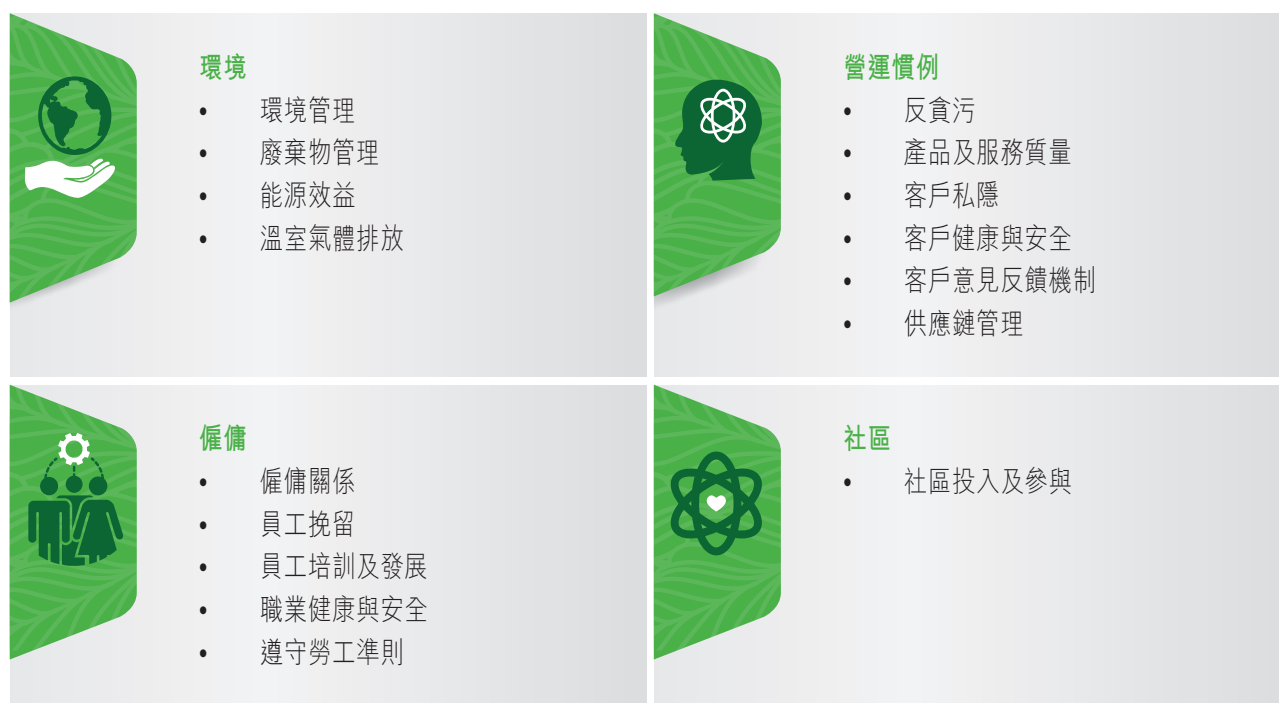 環境
• 環境管理
• 廢棄物管理
• 能源效益
• 溫室氣體排放
營運慣例
• 反貪污
• 產品及服務質量
• 客戶私隱
• 客戶健康與安全
• 客戶意見反饋機制
• 供應鏈管理
僱傭
• 僱傭關係
• 員工挽留
• 員工培訓及發展
• 職業健康與安全
• 遵守勞工準則
社區
• 社區投入及參與